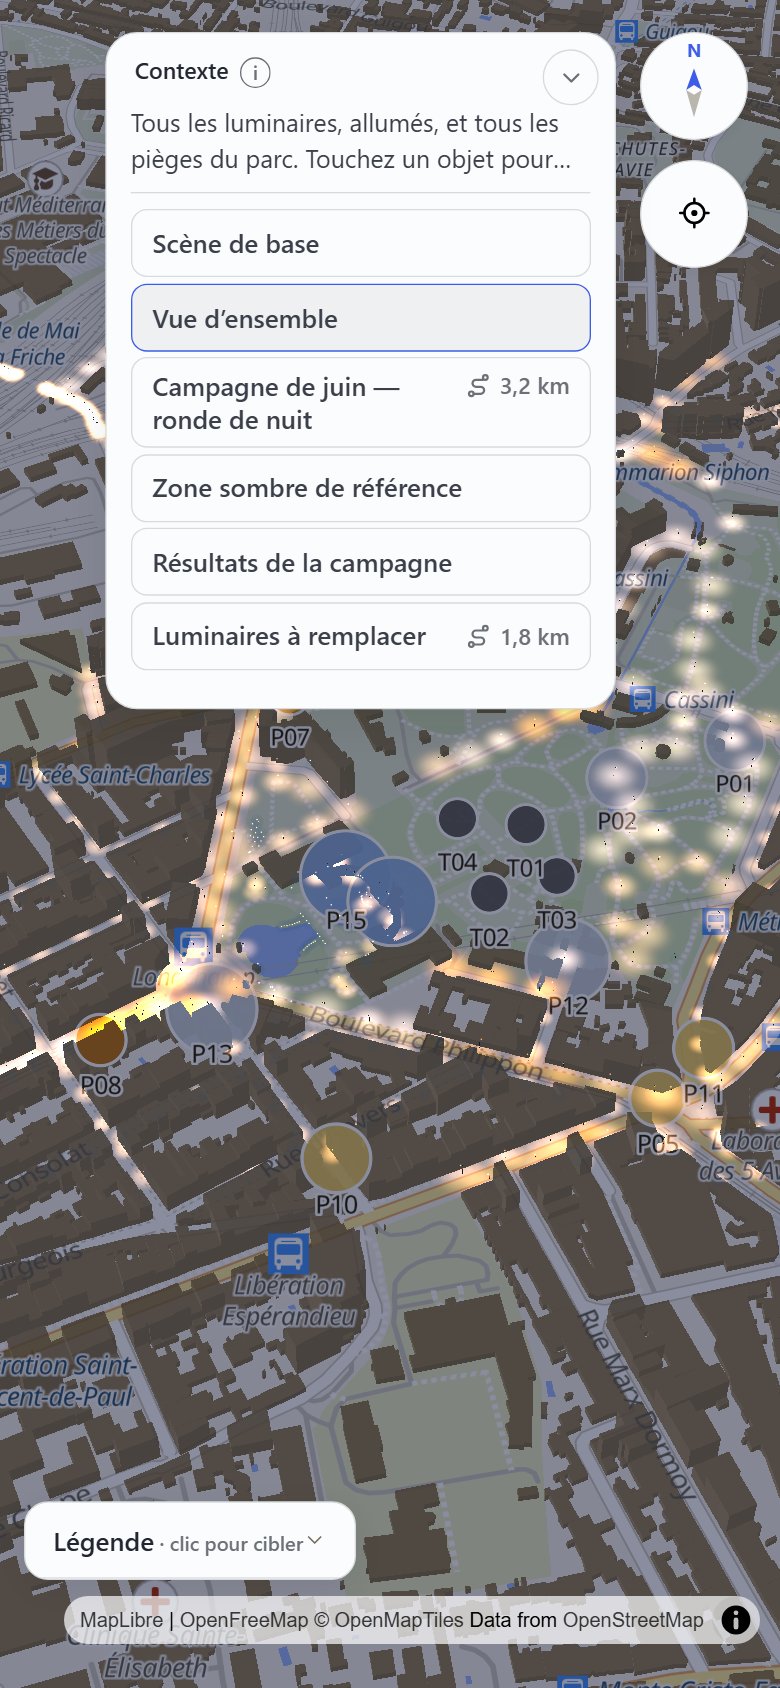 Contexte
Tous les luminaires, allumés, et tous les
pièges du parc. Touchez un objet pour...
Scène de base
Vue d’ensemble
Campagne de juin —
ronde de nuit
3,2 km
Zone sombre de référence
Résultats de la campagne
Luminaires à remplacer
1,8 km
N
CHUTES-
AVIE
Spectacle
Cassini
Lycée Saint-Charles
P07
P01
P02
T04
T01
P15
T02
T03
P12
P13
Boulevard Philippon
P08
P11
P05
P10
Libération
Espérandieu
Rue Marx Dormoy
Légende · clic pour cibler
MapLibre | OpenFreeMap © OpenMapTiles Data from OpenStreetMap
Élisabeth